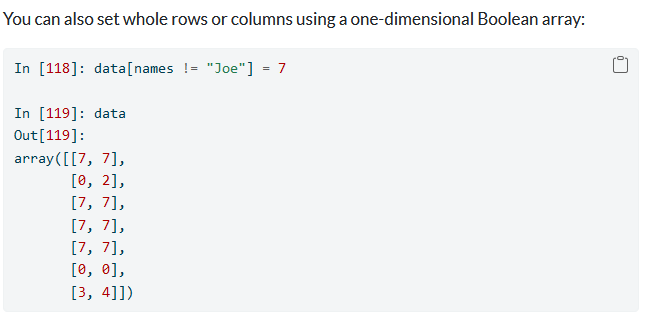 You can also set whole rows or columns using a one-dimensional Boolean array:
In [118]: data[names != "Joe"] = 7
In [119]: data
Out[119]:
array([[7, 7],
       [0, 2],
       [7, 7],
       [7, 7],
       [7, 7],
       [0, 0],
       [3, 4]])